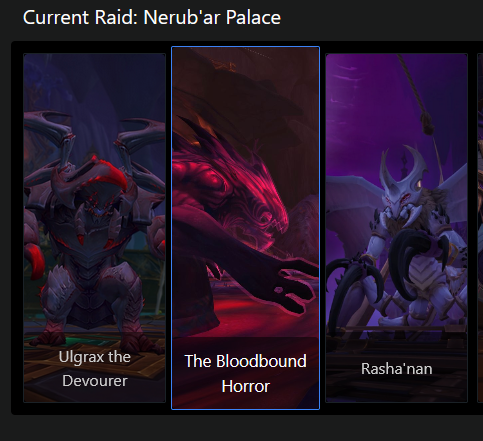 Current Raid: Nerub'ar Palace
Ulgrax the
Devourer
The Bloodbound
Horror
Rasha'nan